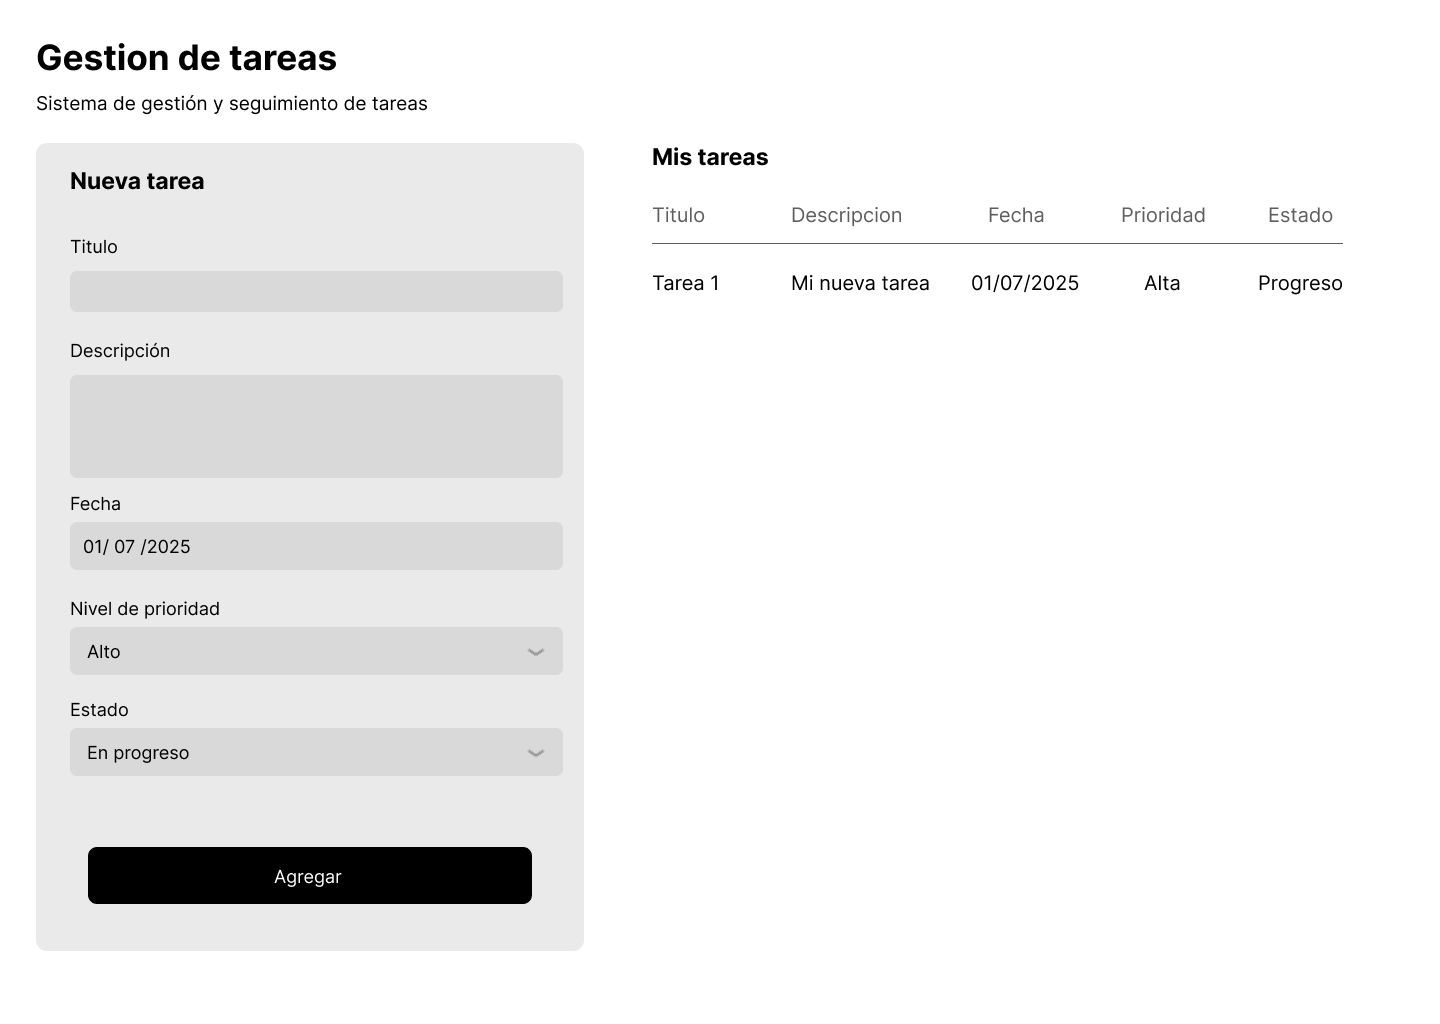 Gestion de tareas
Sistema de gestión y seguimiento de tareas
Nueva tarea
Titulo
Descripción
Fecha
01/ 07 /2025
Nivel de prioridad
Alto
Estado
En progreso
Agregar
Mis tareas
Titulo Descripcion Fecha Prioridad Estado
Tarea 1 Mi nueva tarea 01/07/2025 Alta Progreso